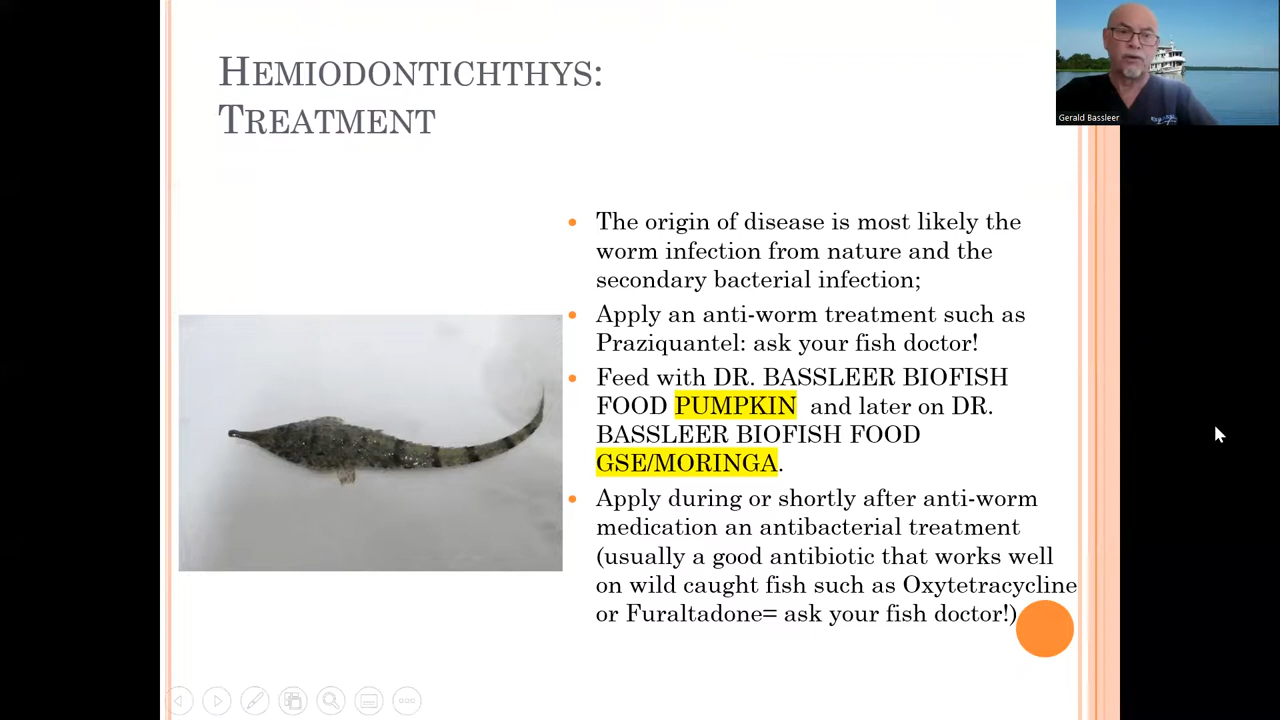 HEMIODONTICHTHYS:
TREATMENT
Gerald Bassleer
The origin of disease is most likely the
worm infection from nature and the
secondary bacterial infection;
Apply an anti-worm treatment such as
Praziquantel: ask your fish doctor!
Feed with DR. BASSLEER BIOFISH
FOOD PUMPKIN and later on DR.
BASSLEER BIOFISH FOOD
GSE/MORINGA.
Apply during or shortly after anti-worm
medication an antibacterial treatment
(usually a good antibiotic that works well
on wild caught fish such as Oxytetracycline
or Furaltadone= ask your fish doctor!)